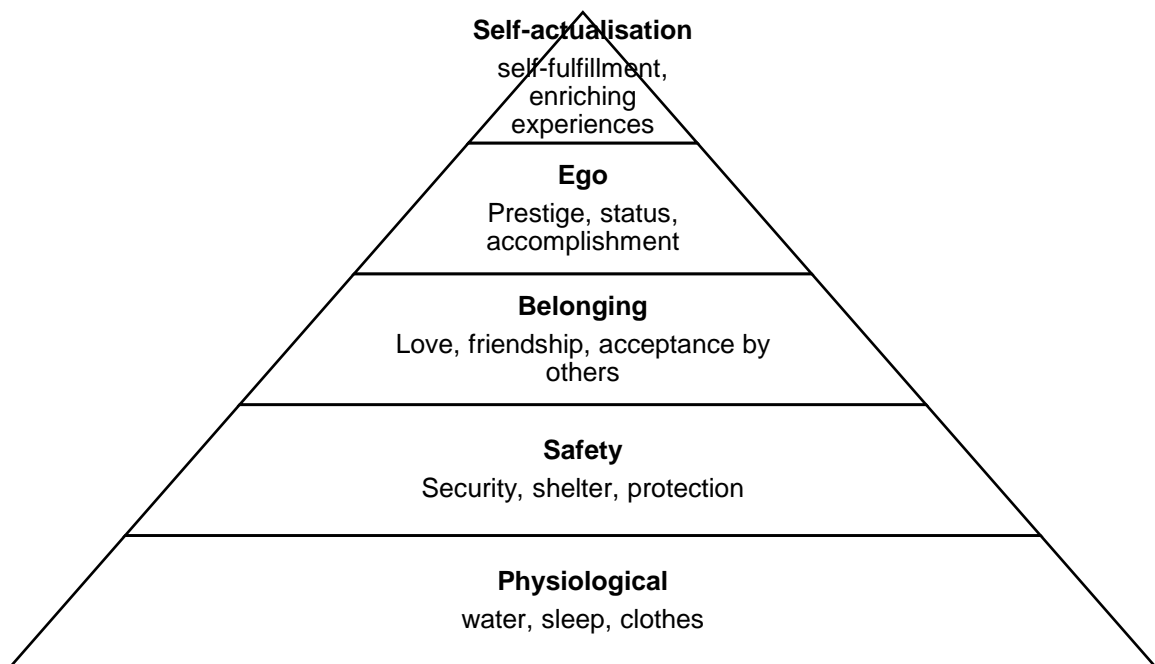 Self-actualisation
self-fulfillment,
enriching
experiences
Ego
Prestige, status,
accomplishment
Belonging
Love, friendship, acceptance by
others
Safety
Security, shelter, protection
Physiological
water, sleep, clothes